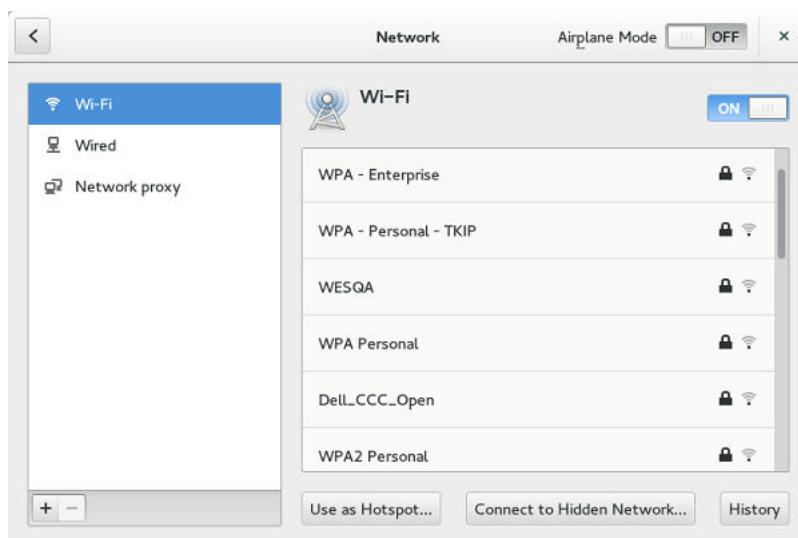 Network
Airplane Mode OFF
Wi-Fi
Wired
Network proxy
Wi-Fi
ON
WPA - Enterprise
WPA - Personal - TKIP
WESQA
WPA Personal
Dell_CCC_Open
WPA2 Personal
Use as Hotspot... Connect to Hidden Network... History